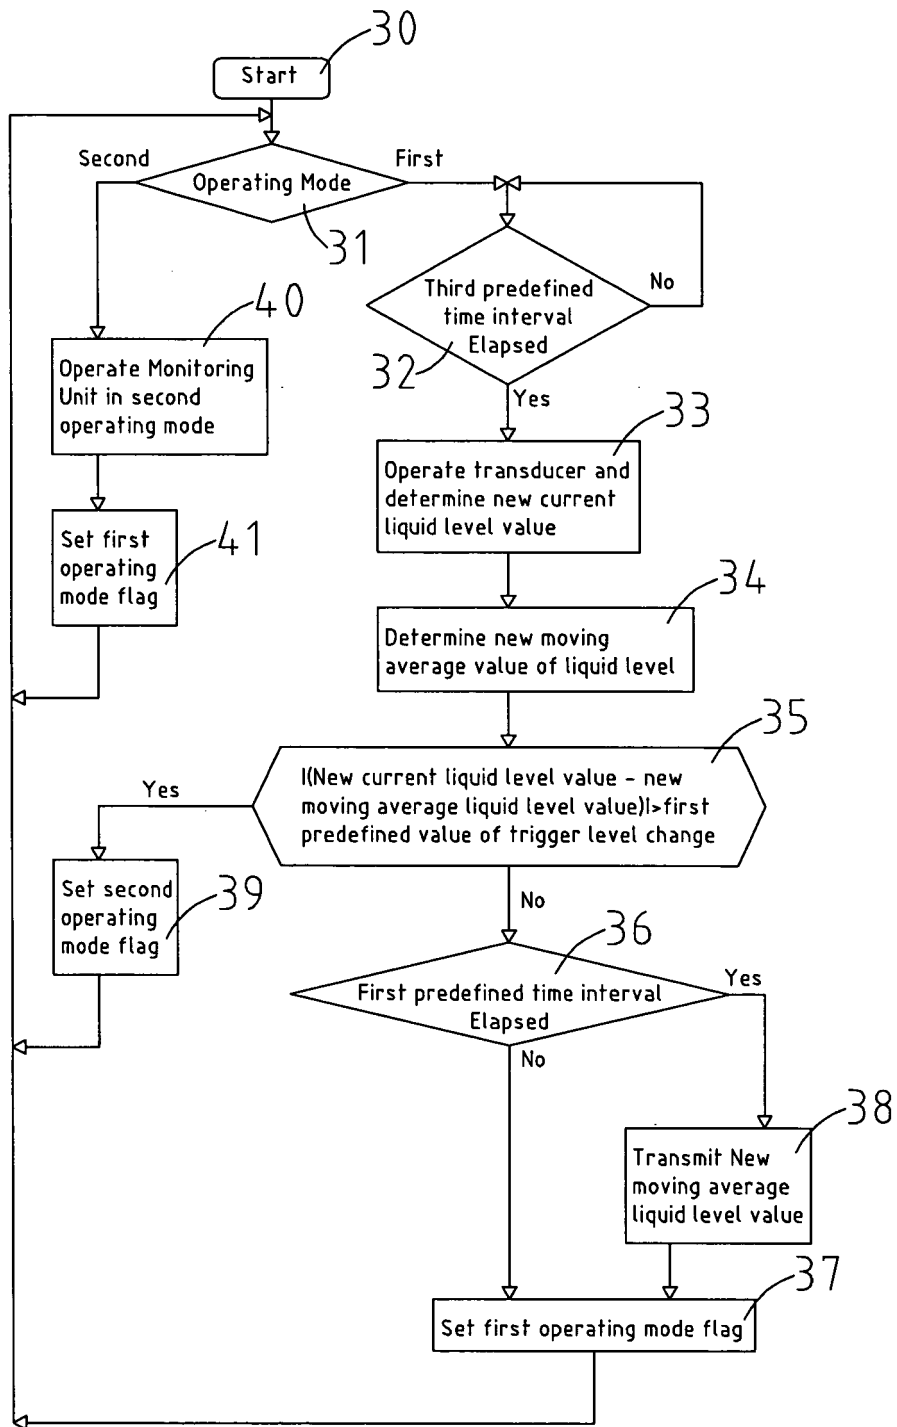 30
Start
Second
First
Operating Mode
31
No
Third predefined
time interval
Elapsed
32
40
Operate Monitoring
Unit in second
operating mode
Yes
33
Operate transducer and
determine new current
liquid level value
Set first
operating
mode flag
41
34
Determine new moving
average value of liquid level
35
I(New current liquid level value - new
moving average liquid level value)I>first
predefined value of trigger level change
Yes
Set second
operating
mode flag
39
No
36
First predefined time interval
Elapsed
Yes
No
38
Transmit New
moving average
liquid level value
37
Set first operating mode flag